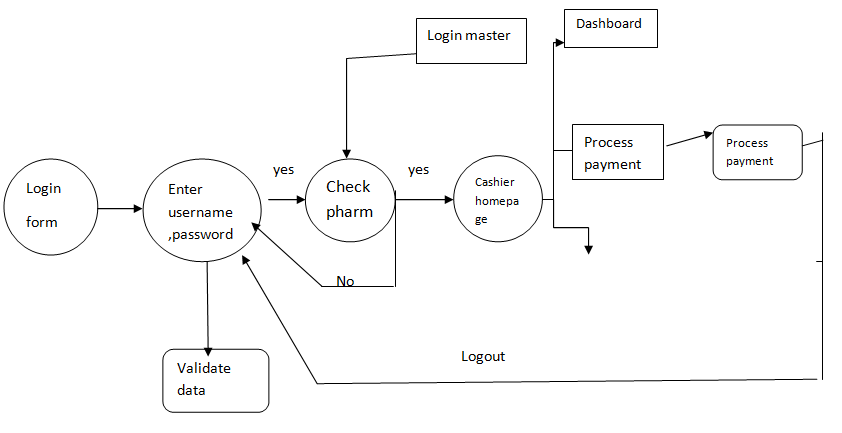 Login master
Dashboard
Process
payment
Process
payment
yes
yes
Login
form
Enter
username
,password
Check
pharm
Cashier
homepa
ge
No
Logout
Validate
data